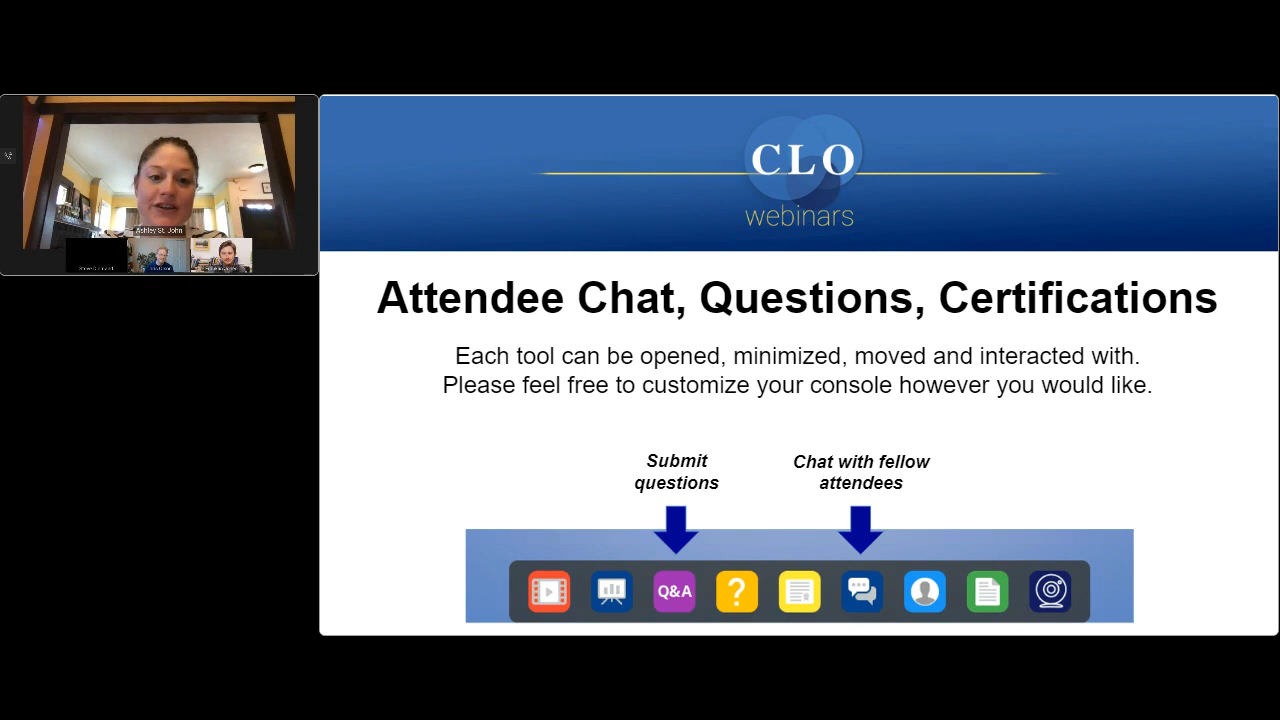 Ashley St. John
CLO
webinars
Attendee Chat, Questions, Certifications
Each tool can be opened, minimized, moved and interacted with.
Please feel free to customize your console however you would like.
Submit
questions
Chat with fellow
attendees
Q&A
?